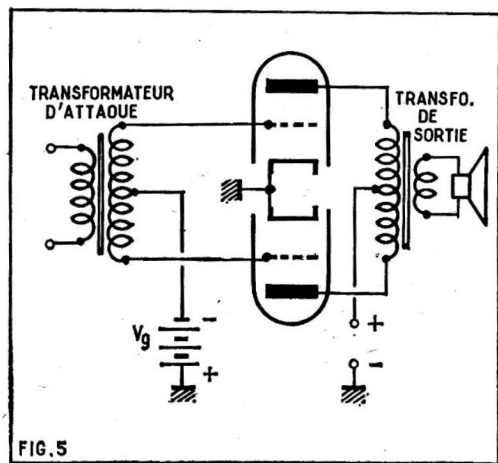 TRANSFORMATEUR
D'ATTAQUE
TRANSFO.
DE
SORTIE
Vg
-
+
+
-
FIG.5